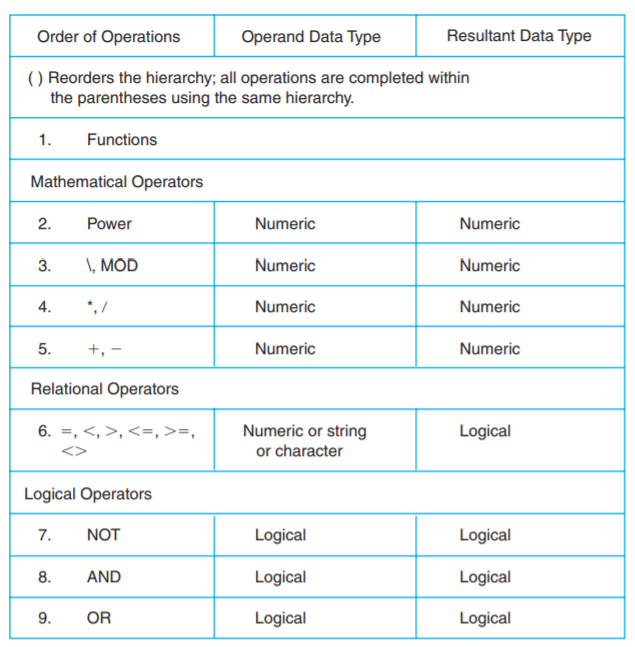 Order of Operations Operand Data Type Resultant Data Type
( ) Reorders the hierarchy; all operations are completed within
the parentheses using the same hierarchy.
1. Functions
Mathematical Operators
2. Power Numeric Numeric
3. \, MOD Numeric Numeric
4. *, / Numeric Numeric
5. +, − Numeric Numeric
Relational Operators
6. =, <, >, <=, >=, Numeric or string Logical
<> or character
Logical Operators
7. NOT Logical Logical
8. AND Logical Logical
9. OR Logical Logical